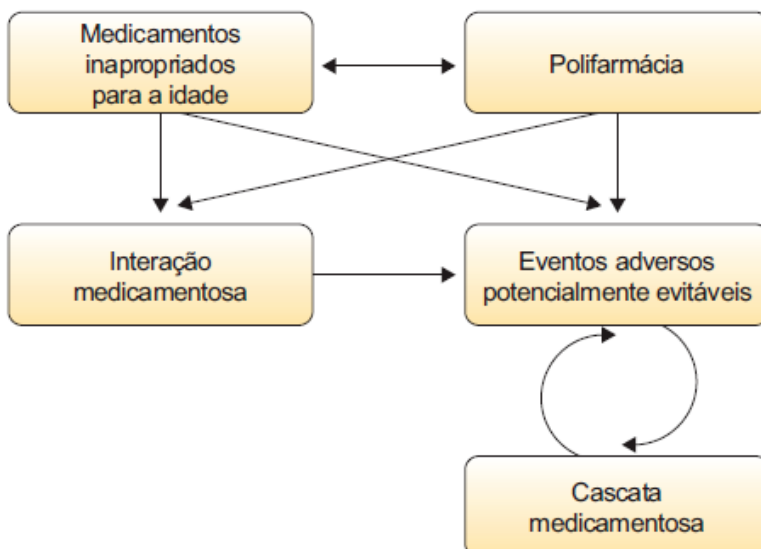 Medicamentos
inapropriados
para a idade
Polifarmácia
Interação
medicamentosa
Eventos adversos
potencialmente evitáveis
Cascata
medicamentosa